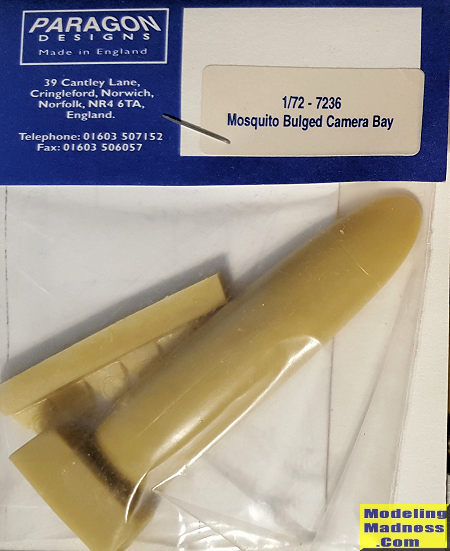 PARAGON
DESIGNS
Made in England
39 Cantley Lane,
Cringleford, Norwich,
Norfolk, NR4 6TA,
England.
Telephone: 01603 507152
Fax: 01603 506057
1/72 - 7236
Mosquito Bulged Camera Bay
Modeling
Madness
.Com